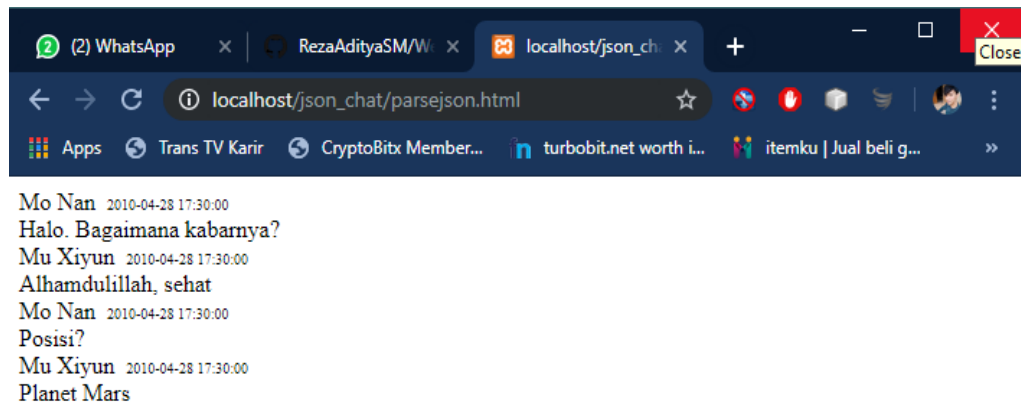 2 (2) WhatsApp RezaAdityaSM/W localhost/json_ch
Close
localhost/json_chat/parsejson.html
Apps Trans TV Karir CryptoBitx Member... turbobit.net worth i... itemku | Jual beli g...
Mo Nan 2010-04-28 17:30:00
Halo. Bagaimana kabarnya?
Mu Xiyun 2010-04-28 17:30:00
Alhamdulillah, sehat
Mo Nan 2010-04-28 17:30:00
Posisi?
Mu Xiyun 2010-04-28 17:30:00
Planet Mars